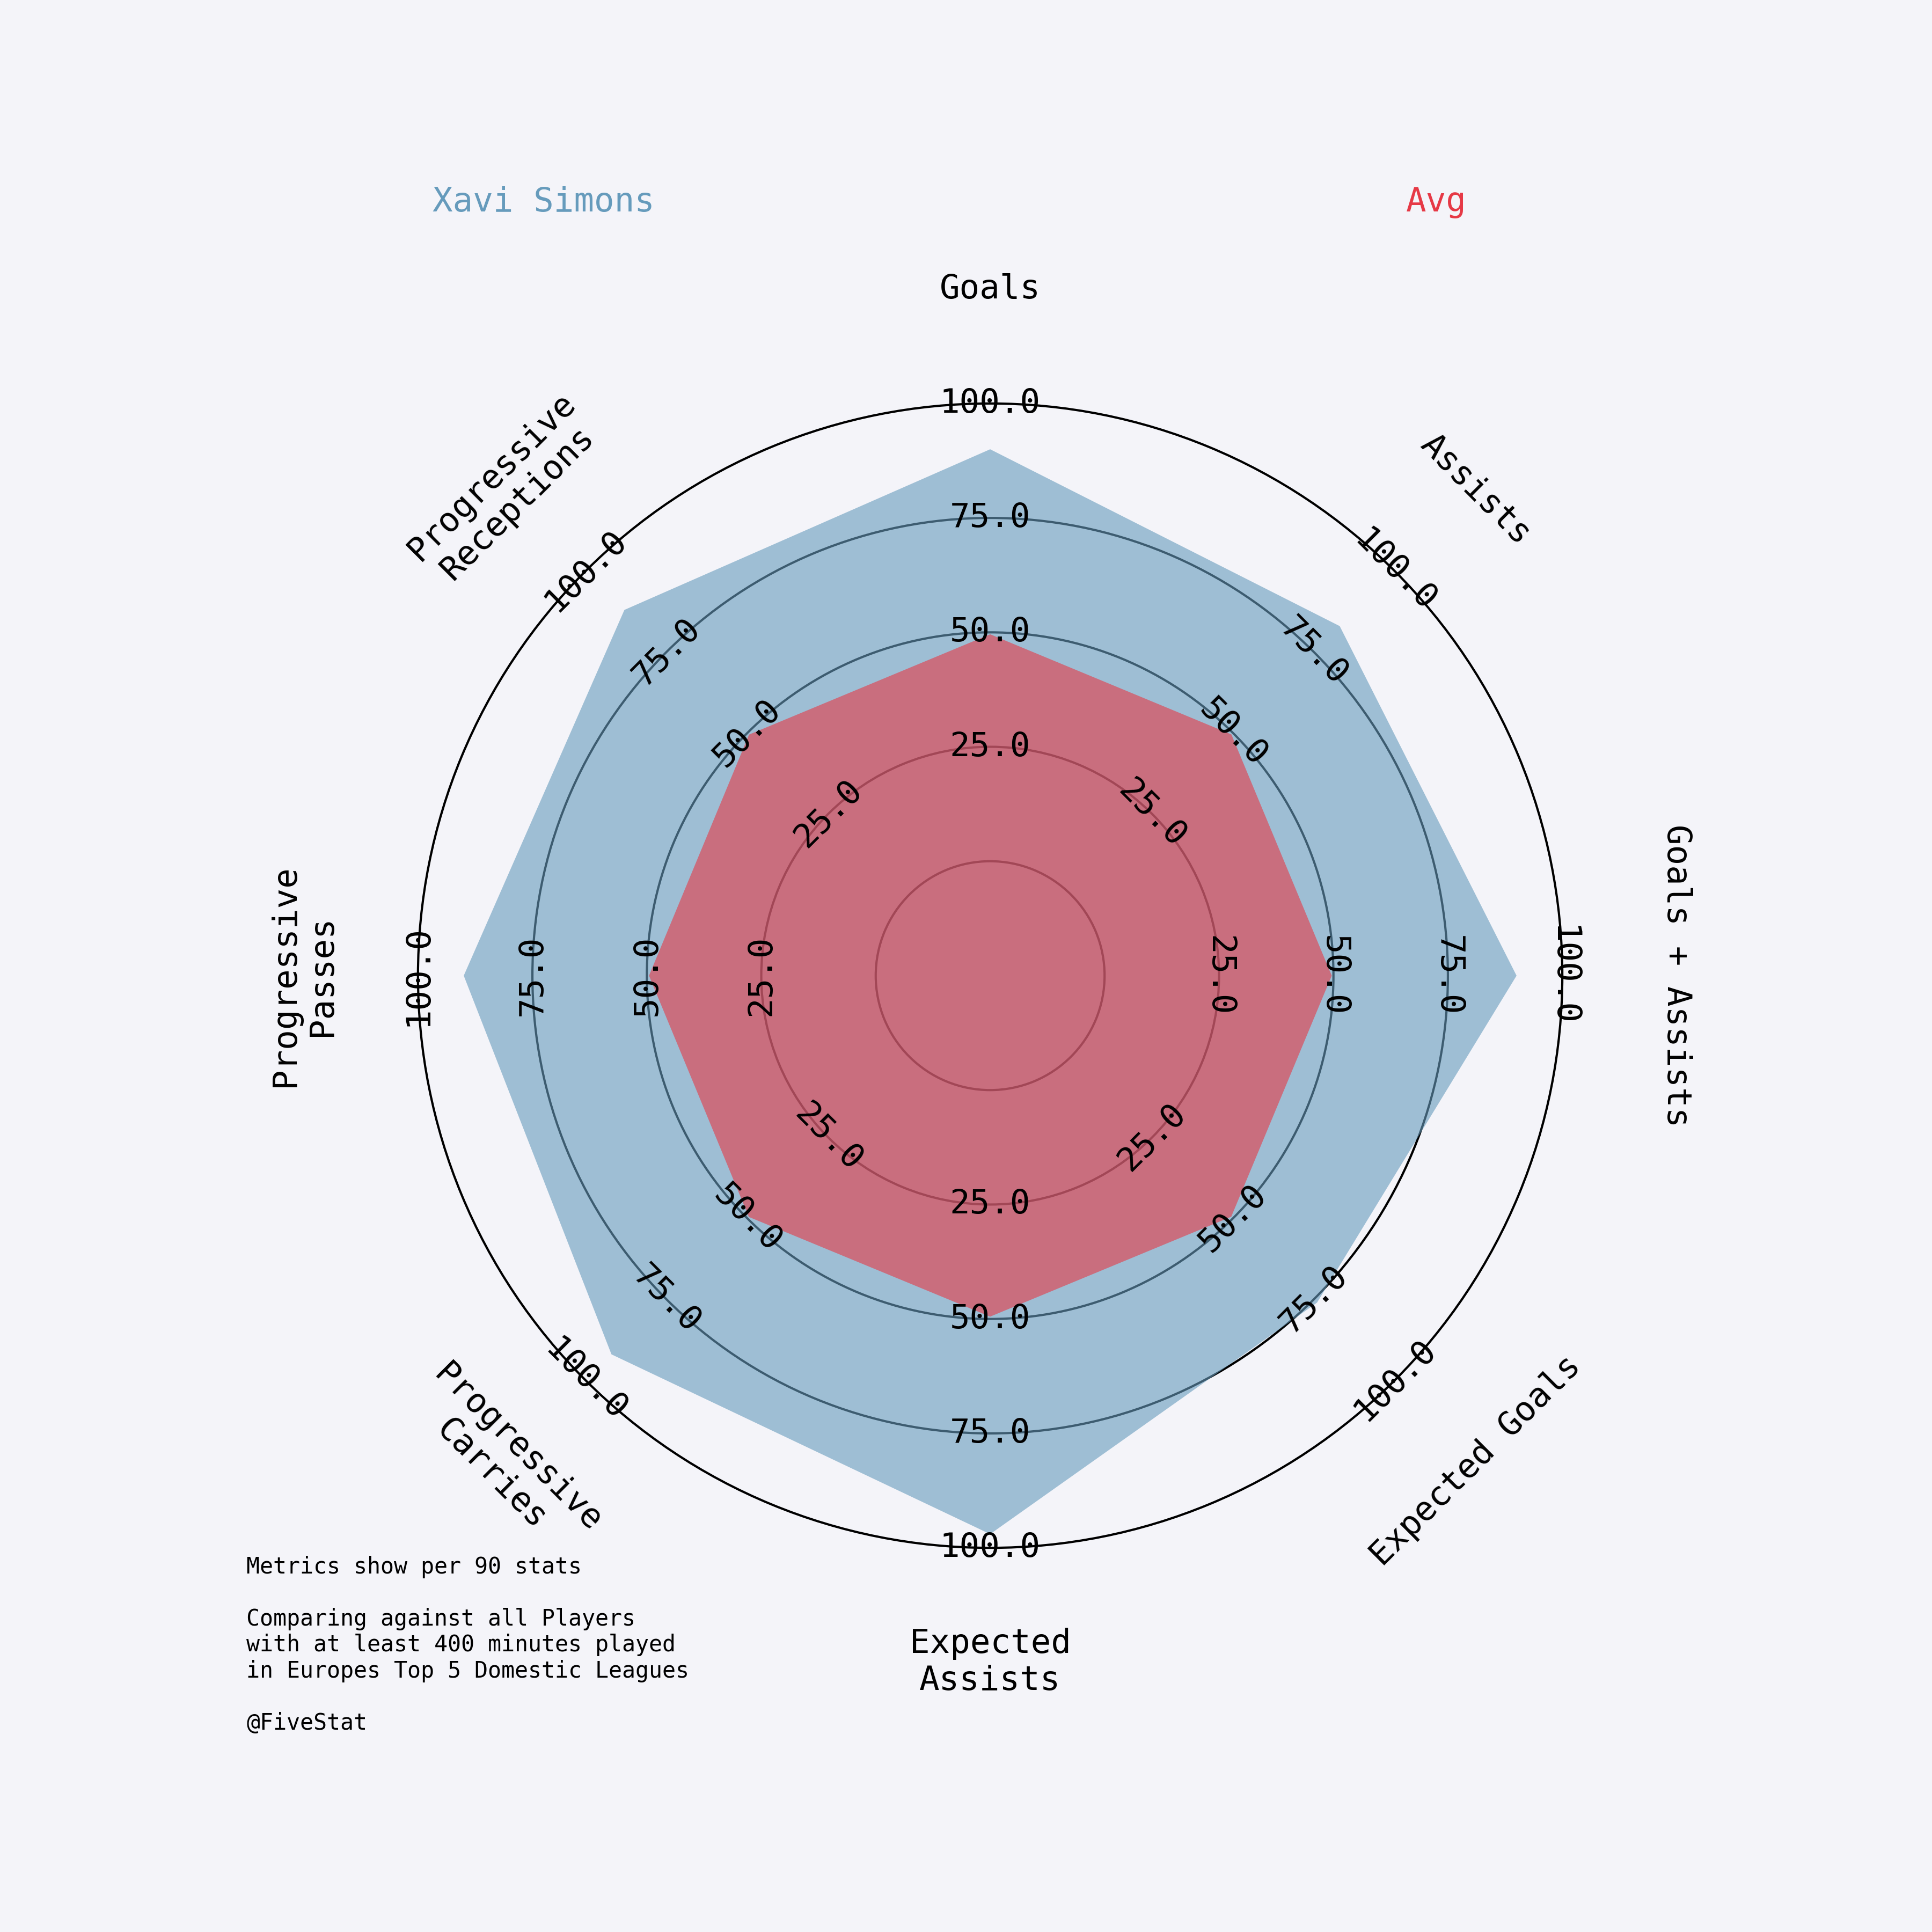 Xavi Simons
Avg
Goals
Assists
Goals + Assists
Expected Goals
Expected
Assists
Progressive
Carries
Progressive
Passes
Progressive
Receptions
25.0
50.0
75.0
100.0
25.0
50.0
75.0
100.0
25.0
50.0
75.0
100.0
25.0
50.0
75.0
100.0
25.0
50.0
75.0
100.0
25.0
50.0
75.0
100.0
25.0
50.0
75.0
100.0
25.0
50.0
75.0
100.0
Metrics show per 90 stats
Comparing against all Players
with at least 400 minutes played
in Europes Top 5 Domestic Leagues
@FiveStat